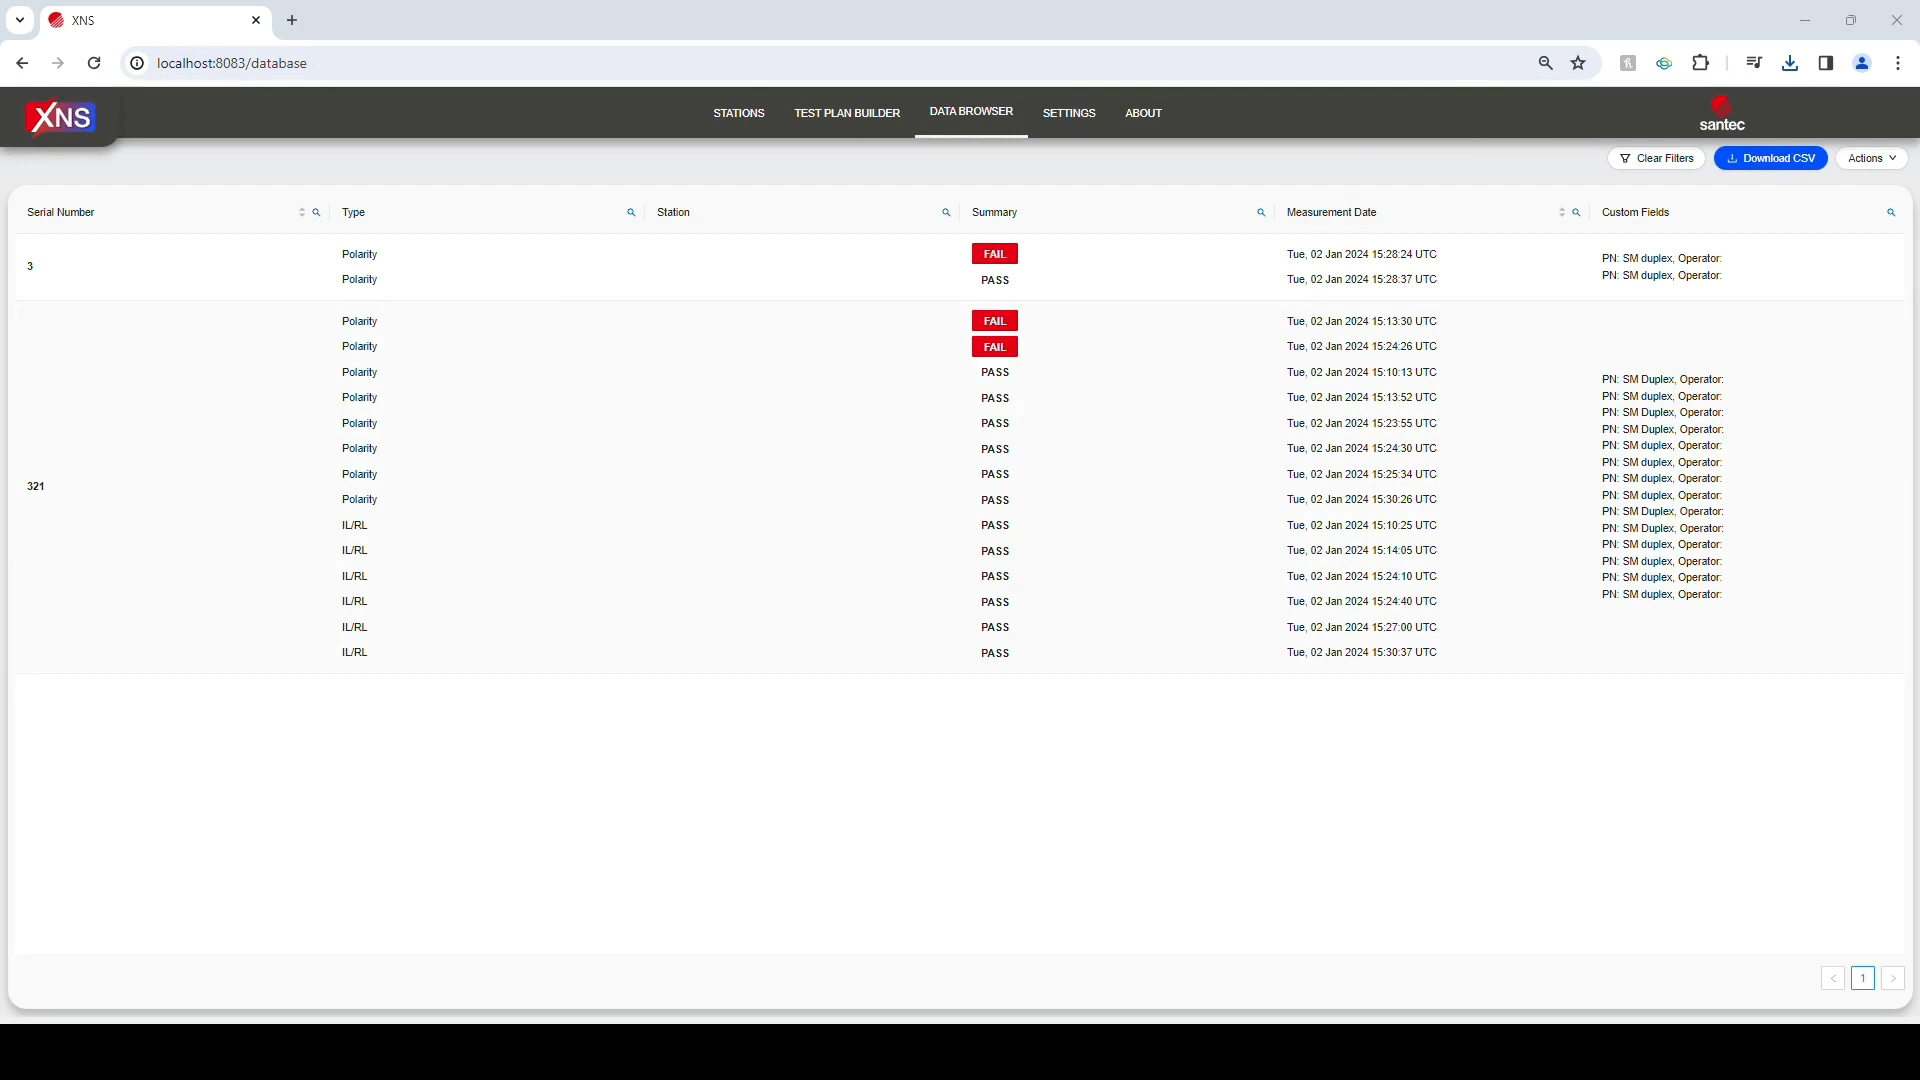 XNS
localhost:8083/database
XNS
STATIONS TEST PLAN BUILDER DATA BROWSER SETTINGS ABOUT
santec
Clear Filters Download CSV Actions
Serial Number Type Station Summary Measurement Date Custom Fields
3
Polarity FAIL Tue, 02 Jan 2024 15:28:24 UTC PN: SM duplex, Operator:
Polarity PASS Tue, 02 Jan 2024 15:28:37 UTC PN: SM duplex, Operator:
321
Polarity FAIL Tue, 02 Jan 2024 15:13:30 UTC
Polarity FAIL Tue, 02 Jan 2024 15:24:26 UTC
Polarity PASS Tue, 02 Jan 2024 15:10:13 UTC
Polarity PASS Tue, 02 Jan 2024 15:13:52 UTC
Polarity PASS Tue, 02 Jan 2024 15:23:55 UTC
Polarity PASS Tue, 02 Jan 2024 15:24:30 UTC
Polarity PASS Tue, 02 Jan 2024 15:25:34 UTC
Polarity PASS Tue, 02 Jan 2024 15:30:26 UTC
IL/RL PASS Tue, 02 Jan 2024 15:10:25 UTC
IL/RL PASS Tue, 02 Jan 2024 15:14:05 UTC
IL/RL PASS Tue, 02 Jan 2024 15:24:10 UTC
IL/RL PASS Tue, 02 Jan 2024 15:24:40 UTC
IL/RL PASS Tue, 02 Jan 2024 15:27:00 UTC
IL/RL PASS Tue, 02 Jan 2024 15:30:37 UTC
PN: SM Duplex, Operator:
PN: SM duplex, Operator:
PN: SM Duplex, Operator:
PN: SM Duplex, Operator:
PN: SM duplex, Operator:
PN: SM duplex, Operator:
PN: SM duplex, Operator:
PN: SM duplex, Operator:
PN: SM Duplex, Operator:
PN: SM Duplex, Operator:
PN: SM duplex, Operator:
PN: SM duplex, Operator:
PN: SM duplex, Operator:
PN: SM duplex, Operator:
1